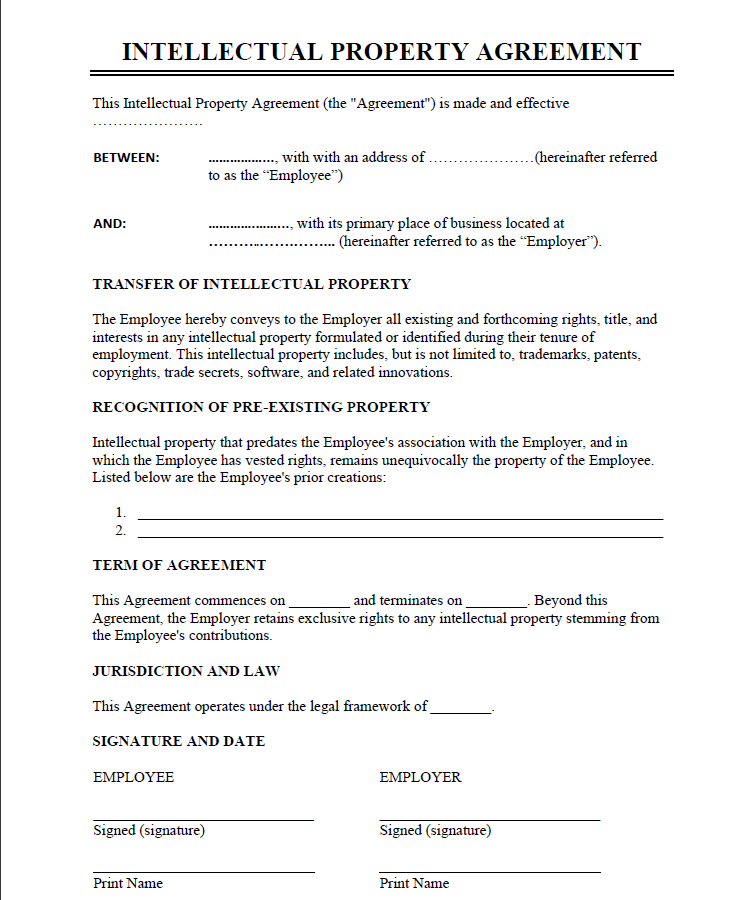 INTELLECTUAL PROPERTY AGREEMENT
This Intellectual Property Agreement (the "Agreement") is made and effective
………………….
BETWEEN: ………………, with with an address of …………………(hereinafter referred
to as the “Employee”)
AND: …………………., with its primary place of business located at
…………………….. (hereinafter referred to as the “Employer”).
TRANSFER OF INTELLECTUAL PROPERTY
The Employee hereby conveys to the Employer all existing and forthcoming rights, title, and
interests in any intellectual property formulated or identified during their tenure of
employment. This intellectual property includes, but is not limited to, trademarks, patents,
copyrights, trade secrets, software, and related innovations.
RECOGNITION OF PRE-EXISTING PROPERTY
Intellectual property that predates the Employee's association with the Employer, and in
which the Employee has vested rights, remains unequivocally the property of the Employee.
Listed below are the Employee's prior creations:
1. ______________________________________________________________________
2. ______________________________________________________________________
TERM OF AGREEMENT
This Agreement commences on ________ and terminates on ________. Beyond this
Agreement, the Employer retains exclusive rights to any intellectual property stemming from
the Employee's contributions.
JURISDICTION AND LAW
This Agreement operates under the legal framework of ________.
SIGNATURE AND DATE
EMPLOYEE EMPLOYER
Signed (signature) Signed (signature)
Print Name Print Name